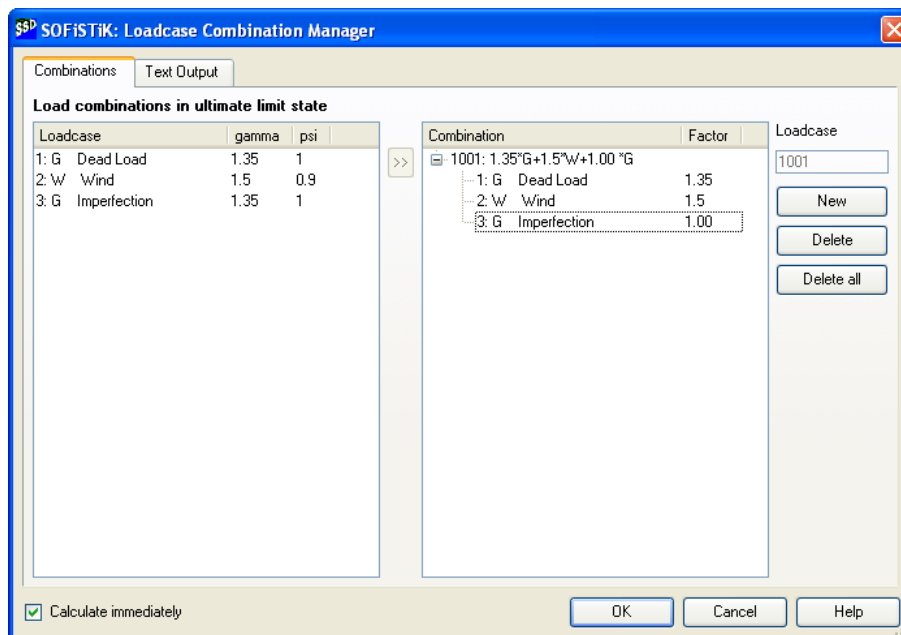 SSD SOFiSTiK: Loadcase Combination Manager
Combinations Text Output
Load combinations in ultimate limit state
Loadcase gamma psi
1: G Dead Load 1.35 1
2: W Wind 1.5 0.9
3: G Imperfection 1.35 1
>>
Combination Factor
1001: 1.35*G+1.5*W+1.00 *G
1: G Dead Load 1.35
2: W Wind 1.5
3: G Imperfection 1.00
Loadcase
1001
New
Delete
Delete all
Calculate immediately
OK Cancel Help